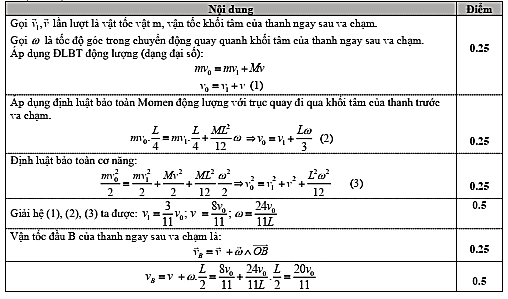 Nội dung
Điểm
Gọi v⃗₁, v⃗ lần lượt là vật tốc vật m, vận tốc khối tâm của thanh ngay sau va chạm.
Gọi ω là tốc độ góc trong chuyển động quay quanh khối tâm của thanh ngay sau va chạm.
Áp dụng ĐLBT động lượng (dạng đại số):
mv₀ = mv₁ + Mv
v₀ = v₁ + v (1)
0.25
Áp dụng định luật bảo toàn Momen động lượng với trục quay đi qua khối tâm của thanh trước
va chạm.
mv₀.L/4 = mv₁.L/4 + ML²/12 ω ⇒ v₀ = v₁ + Lω/3 (2)
0.25
Định luật bảo toàn cơ năng:
mv₀²/2 = mv₁²/2 + Mv²/2 + ML²/12 ω²/2 ⇒ v₀² = v₁² + v² + L²ω²/12 (3)
0.25
Giải hệ (1), (2), (3) ta được: v₁ = 3/11 v₀; v = 8v₀/11; ω = 24v₀/11L
0.5
Vận tốc đầu B của thanh ngay sau va chạm là:
v⃗_B = v⃗ + ω⃗ ∧ OB⃗
0.25
v_B = v + ω.L/2 = 8v₀/11 + 24v₀/11L . L/2 = 20v₀/11
0.5